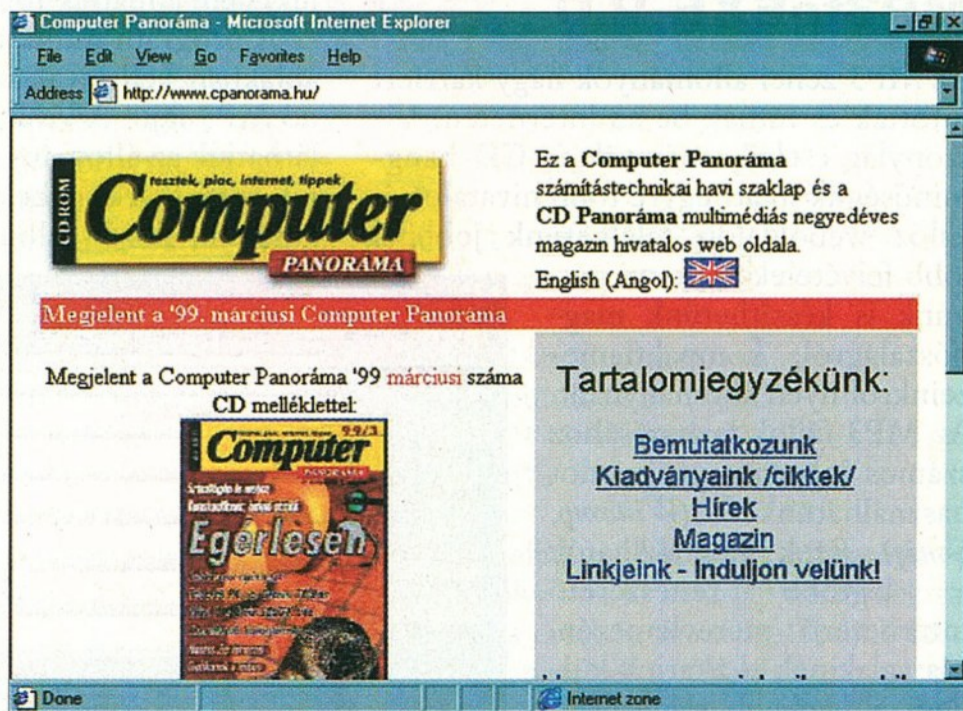 Computer Panoráma - Microsoft Internet Explorer
File Edit View Go Favorites Help
Address http://www.cpanorama.hu/
CD-ROM
tesztek, piac, internet, tippek
Computer
PANORÁMA
Ez a Computer Panoráma
számítástechnikai havi szaklap és a
CD Panoráma multimédiás negyedéves
magazin hivatalos web oldala.
English (Angol):
Megjelent a '99. márciusi Computer Panoráma
Megjelent a Computer Panoráma '99 márciusi száma
CD melléklettel:
99/3
Computer
PANORÁMA
Egérlesen
Tartalomjegyzékünk:
Bemutatkozunk
Kiadványaink /cikkek/
Hírek
Magazin
Linkjeink - Induljon velünk!
Done
Internet zone